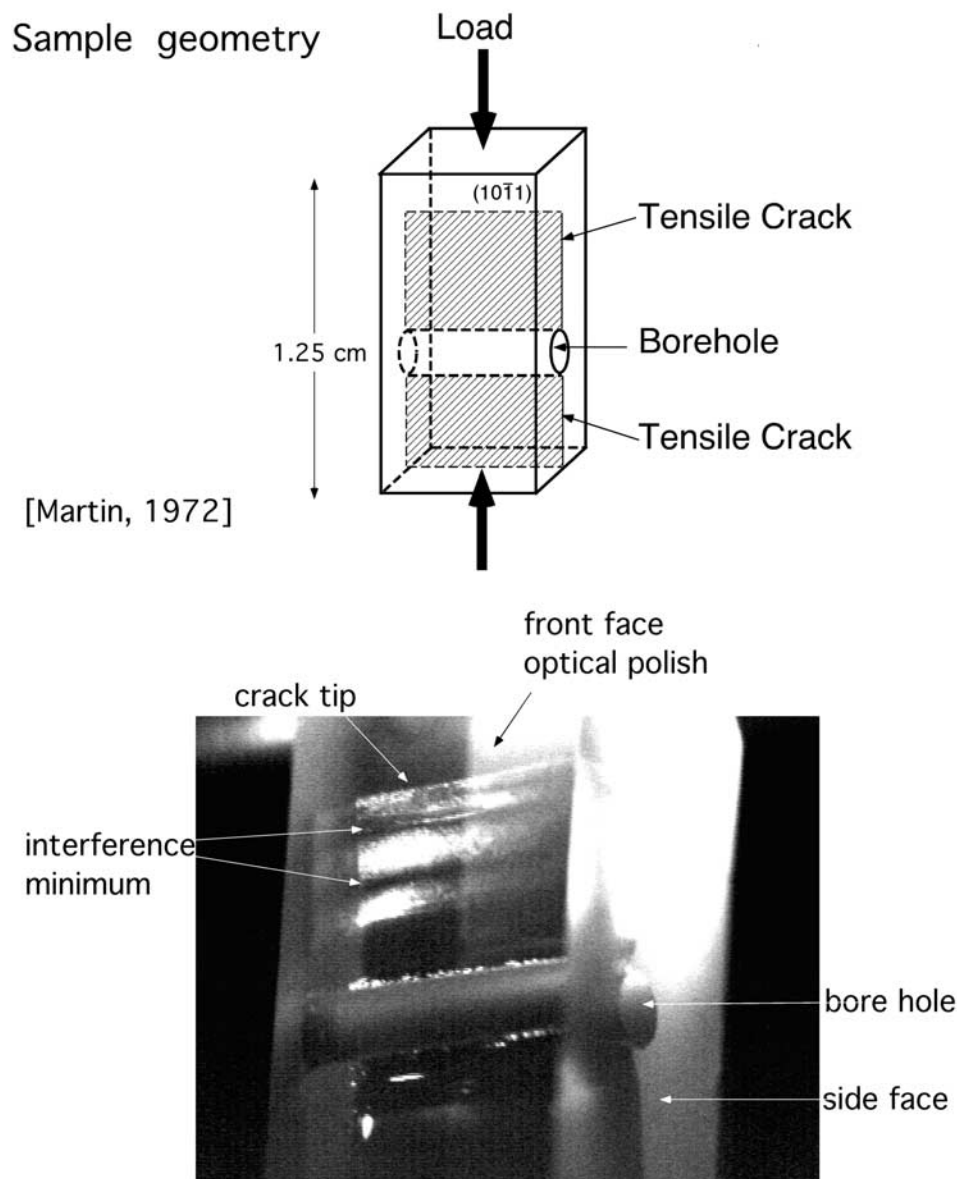 Sample geometry
Load
(101̄1)
Tensile Crack
1.25 cm
Borehole
Tensile Crack
[Martin, 1972]
front face
optical polish
crack tip
interference
minimum
bore hole
side face